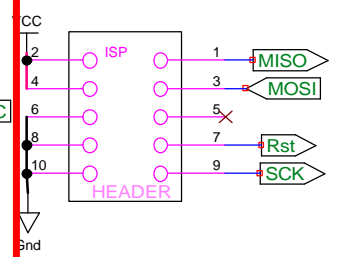 VCC
ISP
2 1 MISO
4 3 MOSI
6 5
8 7 Rst
10 9 SCK
HEADER
Gnd